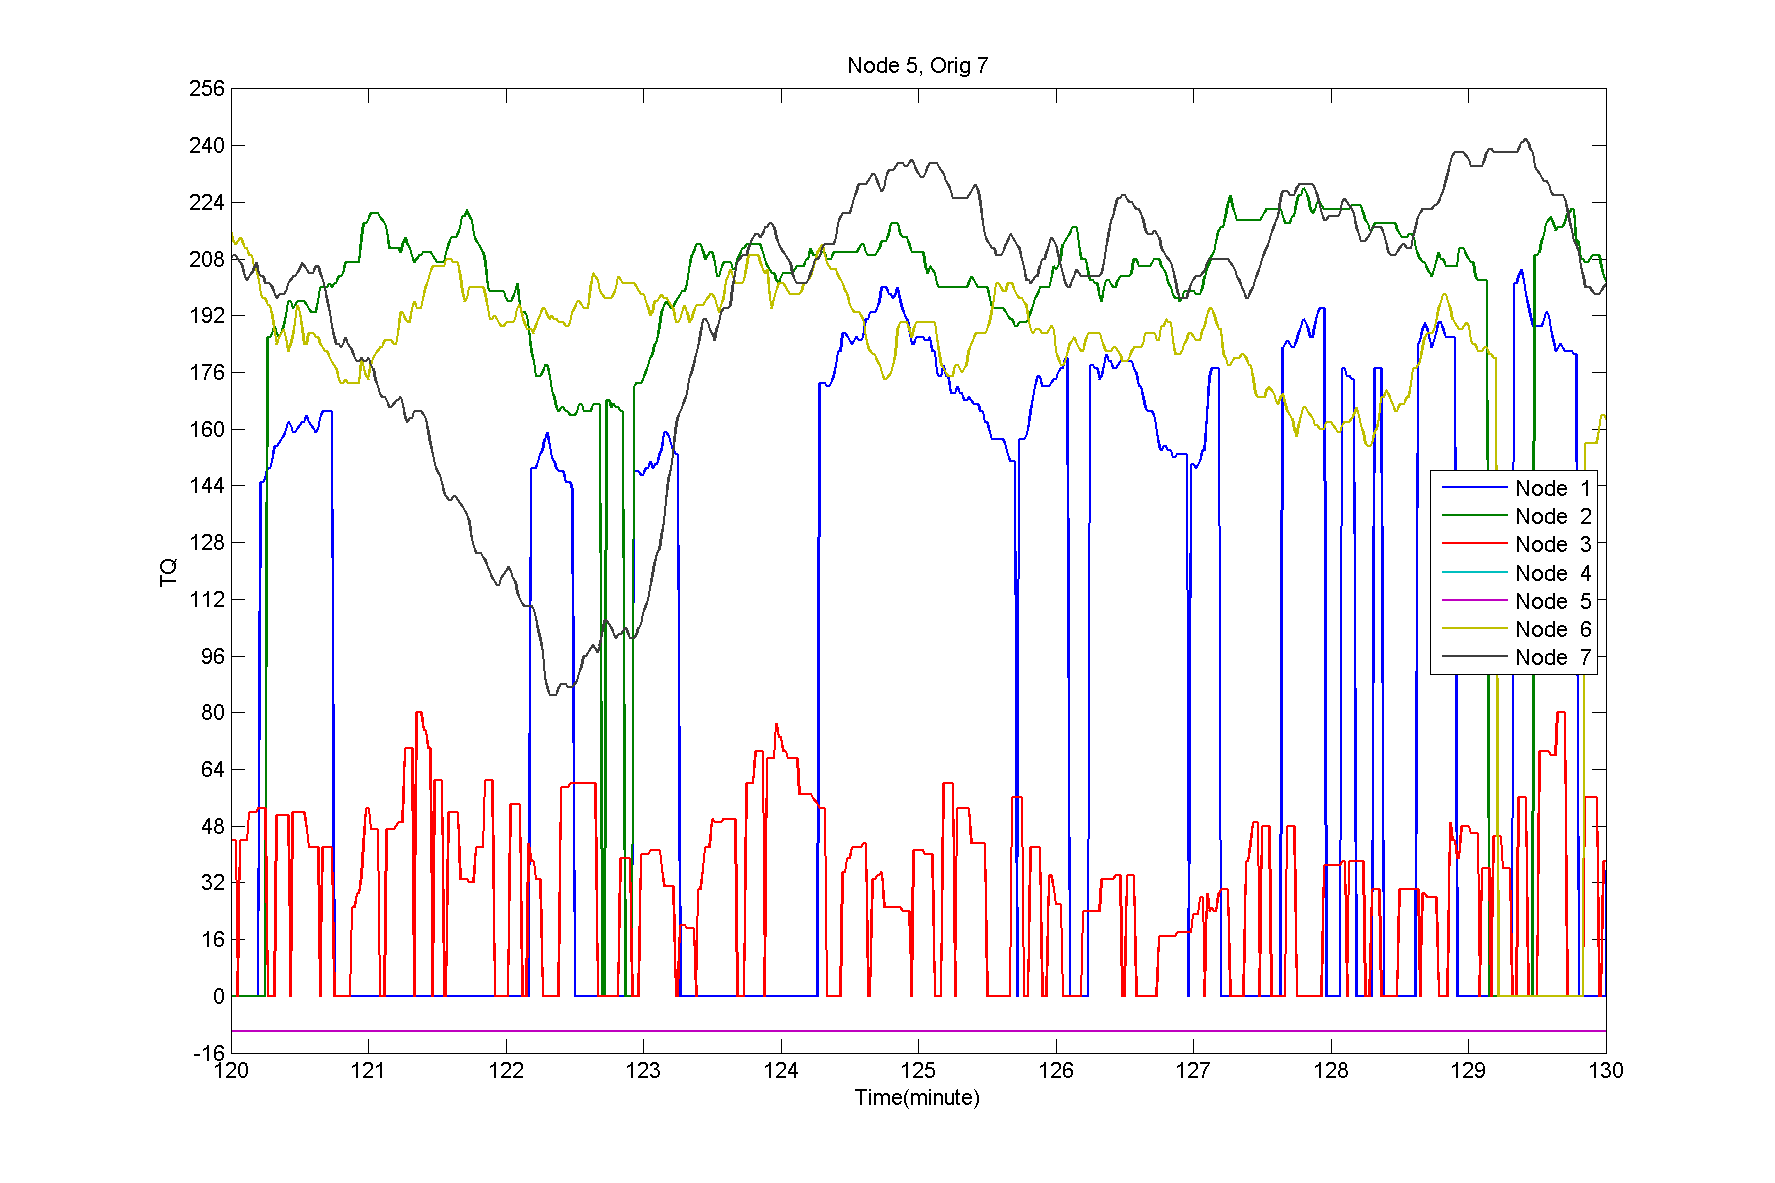 Node 5, Orig 7
256
240
224
208
192
176
160
144
128
112
96
80
64
48
32
16
0
-16
TQ
Node 1
Node 2
Node 3
Node 4
Node 5
Node 6
Node 7
120 121 122 123 124 125 126 127 128 129 130
Time(minute)